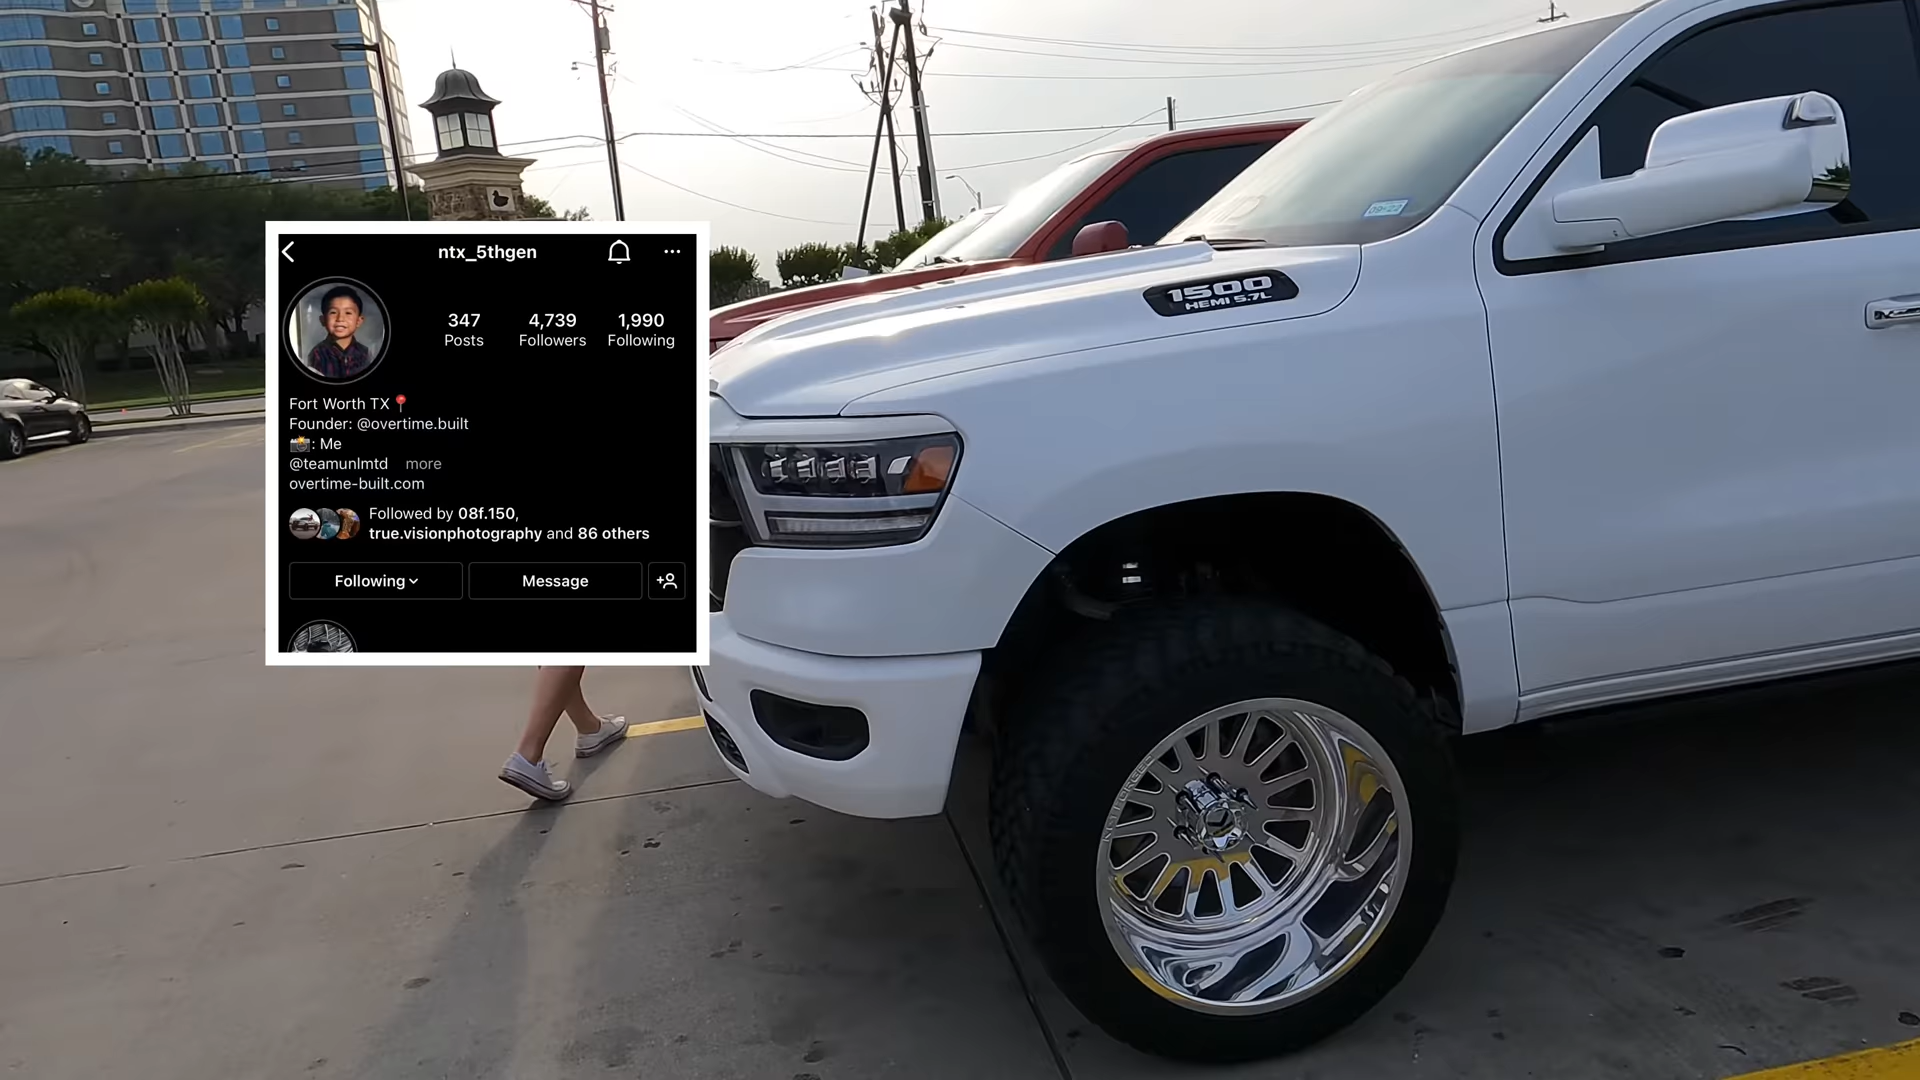 ntx_5thgen
347
4,739
1,990
Posts
Followers
Following
Fort Worth TX📍
Founder: @overtime.built
📸: Me
@teamunlmtd more
overtime-built.com
Followed by 08f.150,
true.visionphotography and 86 others
Following
Message
1500
HEMI 5.7L